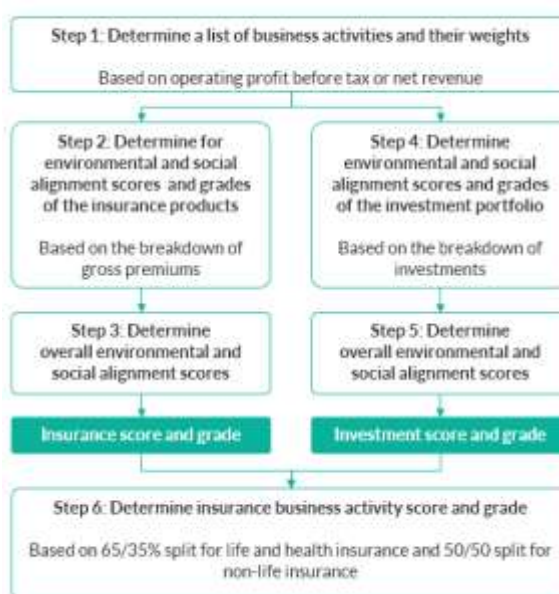 Step 1: Determine a list of business activities and their weights
Based on operating profit before tax or net revenue
Step 2: Determine for
environmental and social
alignment scores and grades
of the insurance products
Based on the breakdown of
gross premiums
Step 4: Determine
environmental and social
alignment scores and grades
of the investment portfolio
Based on the breakdown of
investments
Step 3: Determine
overall environmental and
social alignment scores
Step 5: Determine
overall environmental and
social alignment scores
Insurance score and grade
Investment score and grade
Step 6: Determine insurance business activity score and grade
Based on 65/35% split for life and health insurance and 50/50 split for
non-life insurance